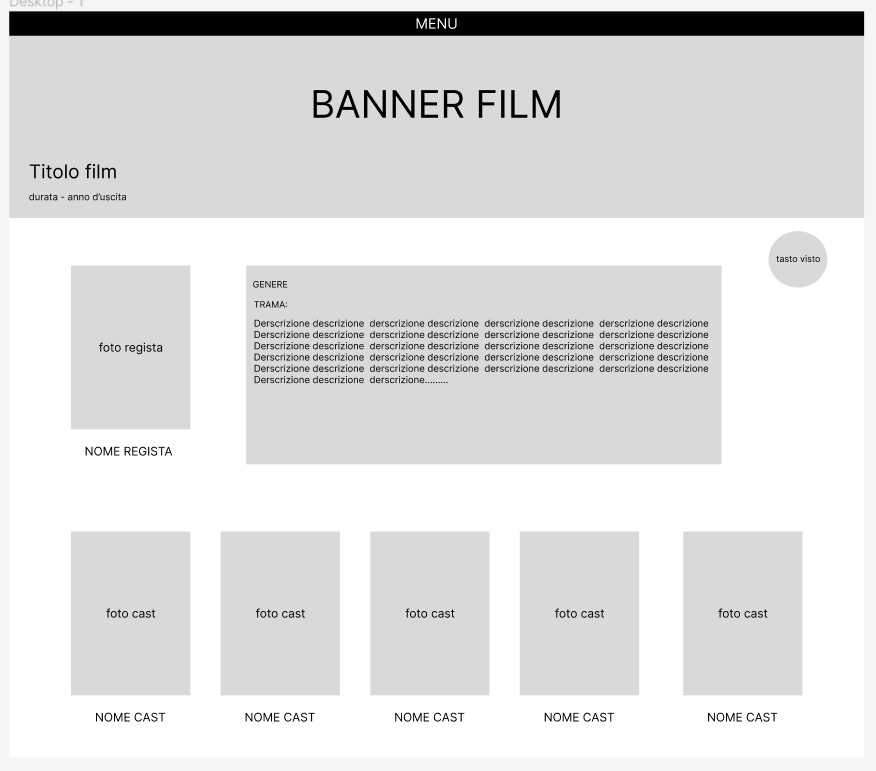 Desktop - 1
MENU
BANNER FILM
Titolo film
durata - anno d'uscita
tasto visto
foto regista
NOME REGISTA
GENERE
TRAMA:
Derscrizione descrizione  derscrizione descrizione  derscrizione descrizione  derscrizione descrizione
Derscrizione descrizione  derscrizione descrizione  derscrizione descrizione  derscrizione descrizione
Derscrizione descrizione  derscrizione descrizione  derscrizione descrizione  derscrizione descrizione
Derscrizione descrizione  derscrizione descrizione  derscrizione descrizione  derscrizione descrizione
Derscrizione descrizione  derscrizione descrizione  derscrizione descrizione  derscrizione descrizione
Derscrizione descrizione  derscrizione.........
foto cast
foto cast
foto cast
foto cast
foto cast
NOME CAST
NOME CAST
NOME CAST
NOME CAST
NOME CAST